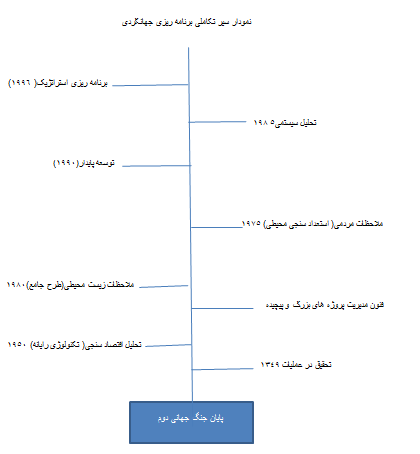 نمودار سیر تکاملی برنامه ریزی جهانگردی
برنامه ریزی استراتژیک( ۱۹۹۶)
تحلیل سیستمی۱۹۸۵
توسعه پایدار(۱۹۹۰)
ملاحظات مردمی( استعداد سنجی محیطی) ۱۹۷۵
ملاحظات زیست محیطی(طرح جامع)۱۹۸۰
فنون مدیریت پروژه های بزرگ و پیچیده
تحلیل اقتصاد سنجی( تکنولوژی رایانه) ۱۹۵۰
تحقیق در عملیات ۱۳۴۹
پایان جنگ جهانی دوم